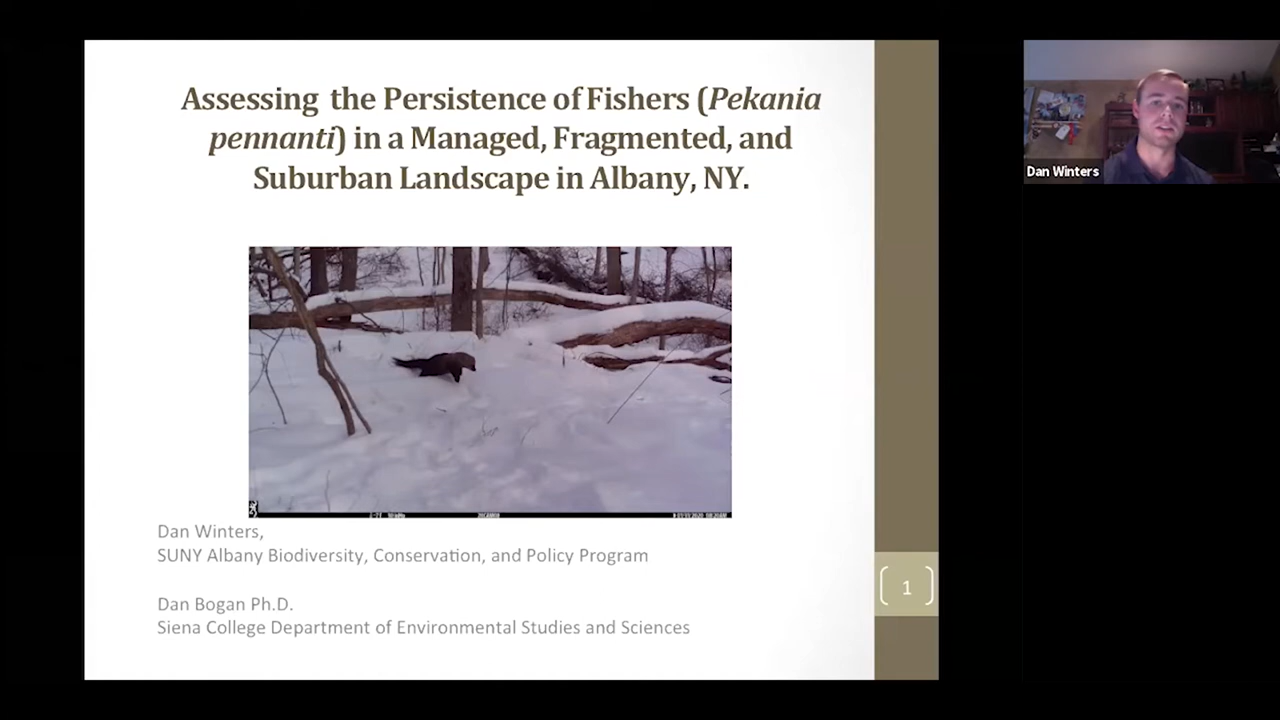 Assessing the Persistence of Fishers (Pekania
pennanti) in a Managed, Fragmented, and
Suburban Landscape in Albany, NY.
Dan Winters
Dan Winters,
SUNY Albany Biodiversity, Conservation, and Policy Program
Dan Bogan Ph.D.
Siena College Department of Environmental Studies and Sciences
1